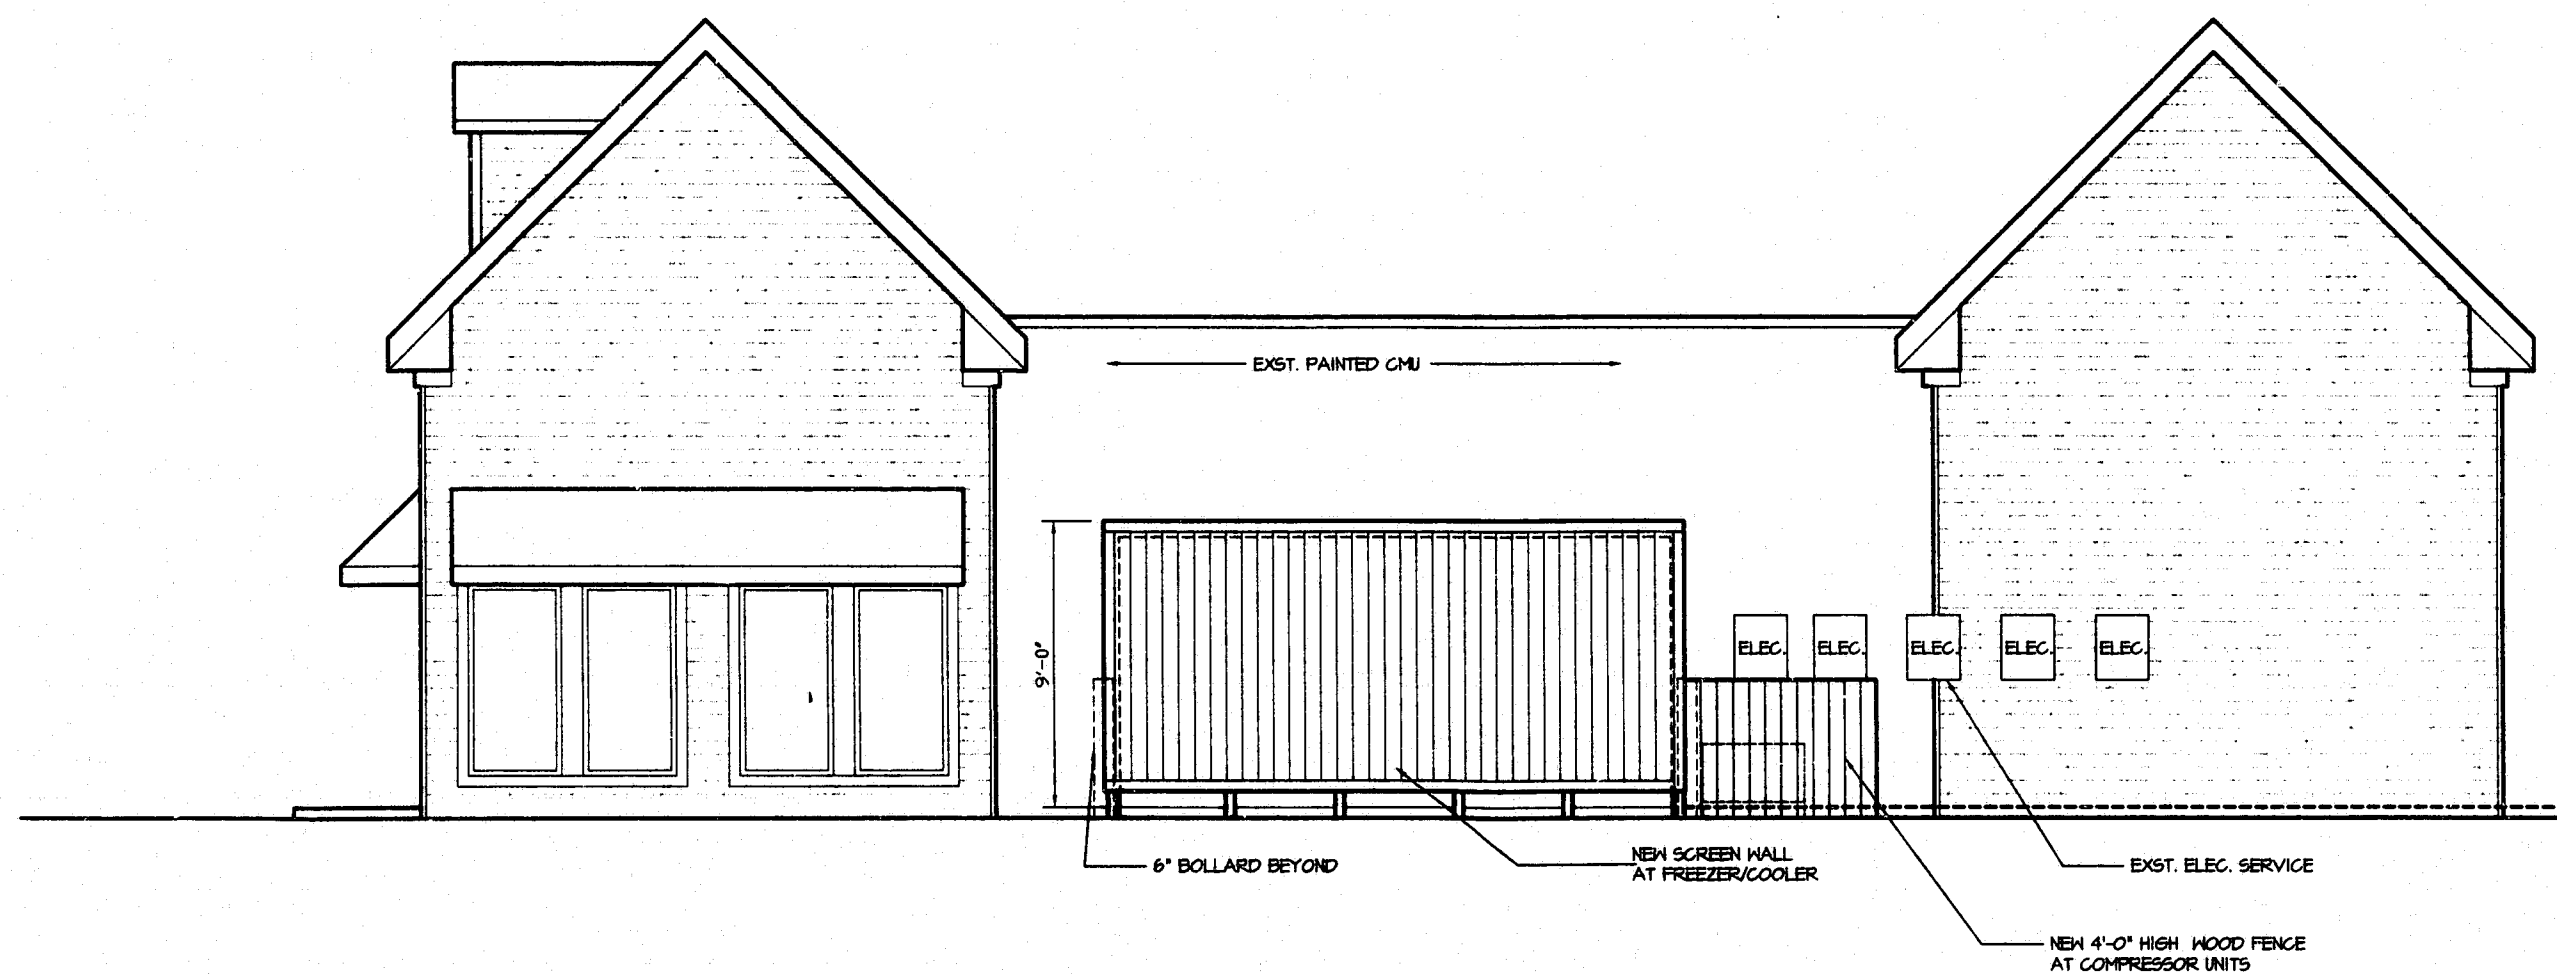 EXST. PAINTED CMU
9'-0"
ELEC. ELEC. ELEC. ELEC. ELEC.
6" BOLLARD BEYOND
NEW SCREEN WALL
AT FREEZER/COOLER
EXST. ELEC. SERVICE
NEW 4'-0" HIGH WOOD FENCE
AT COMPRESSOR UNITS